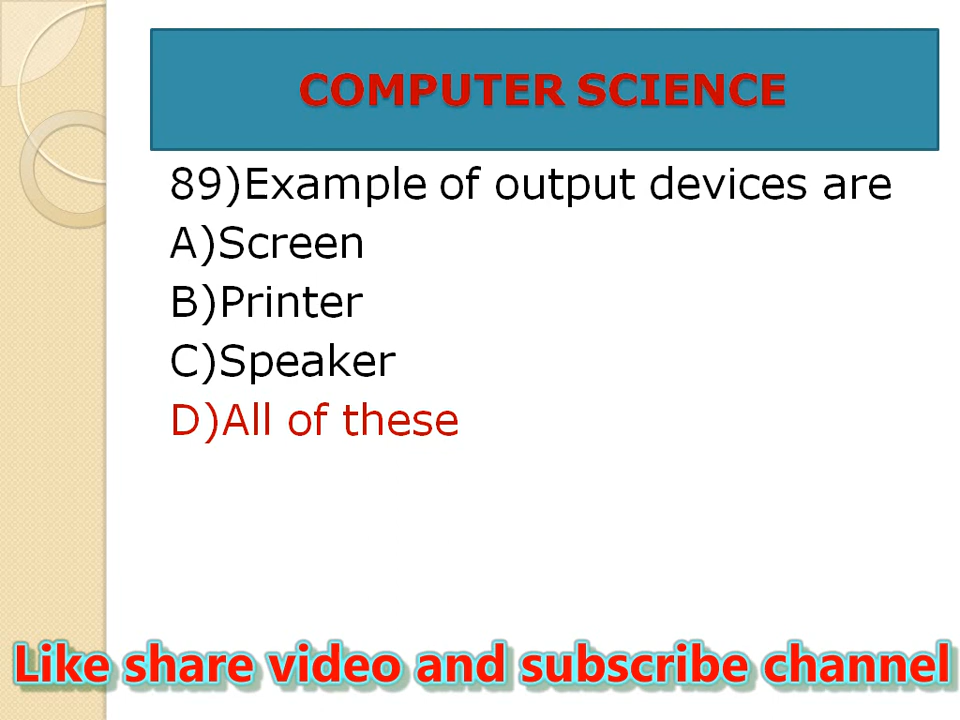 COMPUTER SCIENCE
89)Example of output devices are
A)Screen
B)Printer
C)Speaker
D)All of these
Like share video and subscribe channel